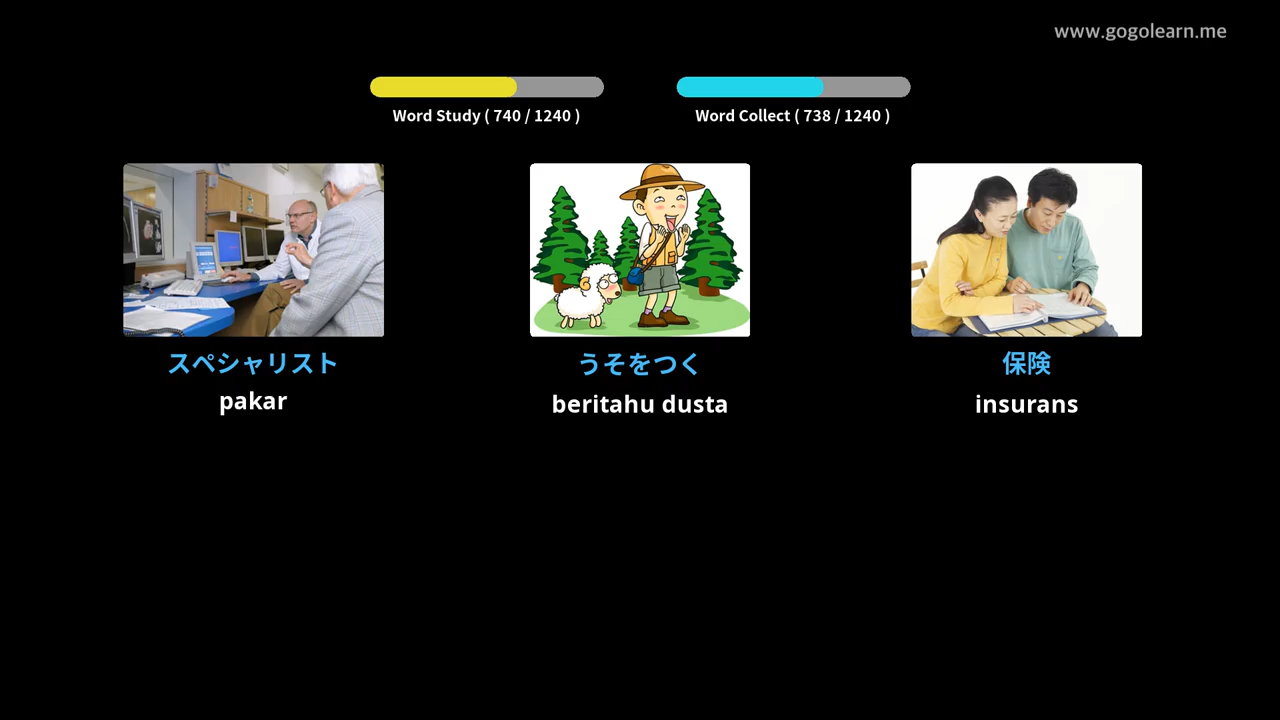 www.gogolearn.me
Word Study ( 740 / 1240 )
Word Collect ( 738 / 1240 )
スペシャリスト
うそをつく
保険
pakar
beritahu dusta
insurans